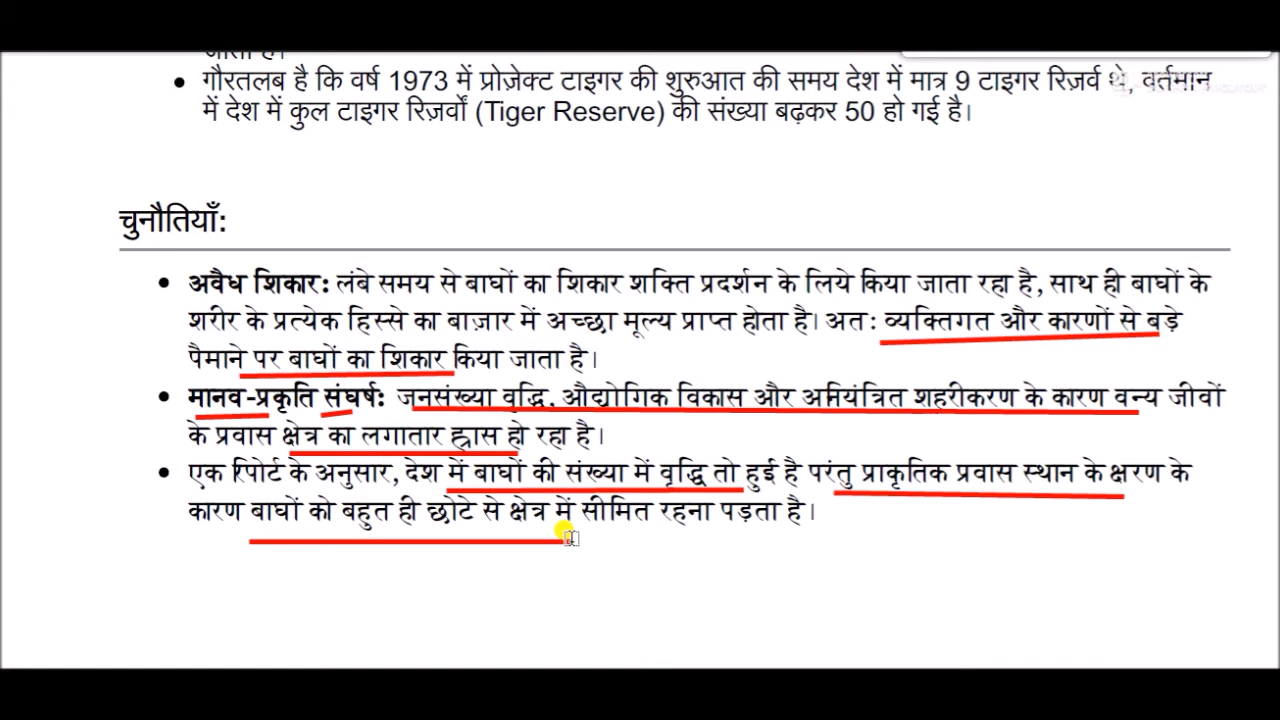 जाता है।
• गौरतलब है कि वर्ष 1973 में प्रोज़ेक्ट टाइगर की शुरुआत की समय देश में मात्र 9 टाइगर रिज़र्व थे, वर्तमान
में देश में कुल टाइगर रिज़र्वों (Tiger Reserve) की संख्या बढ़कर 50 हो गई है।
चुनौतियाँ:
• अवैध शिकार: लंबे समय से बाघों का शिकार शक्ति प्रदर्शन के लिये किया जाता रहा है, साथ ही बाघों के
शरीर के प्रत्येक हिस्से का बाज़ार में अच्छा मूल्य प्राप्त होता है। अतः व्यक्तिगत और कारणों से बड़े
पैमाने पर बाघों का शिकार किया जाता है।
• मानव-प्रकृति संघर्ष: जनसंख्या वृद्धि, औद्योगिक विकास और अनियंत्रित शहरीकरण के कारण वन्य जीवों
के प्रवास क्षेत्र का लगातार ह्रास हो रहा है।
• एक रिपोर्ट के अनुसार, देश में बाघों की संख्या में वृद्धि तो हुई है परंतु प्राकृतिक प्रवास स्थान के क्षरण के
कारण बाघों को बहुत ही छोटे से क्षेत्र में सीमित रहना पड़ता है।